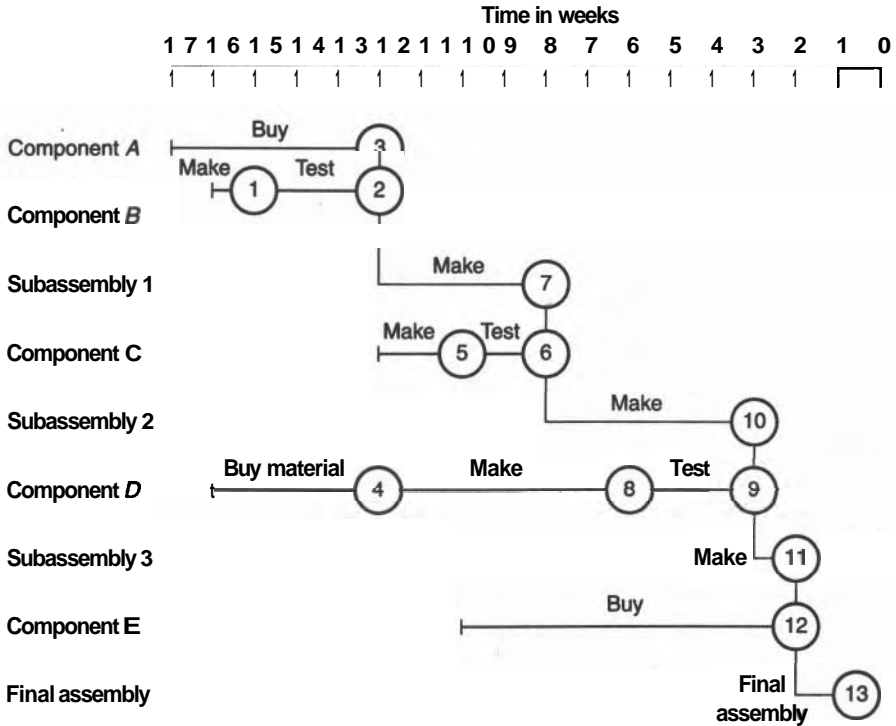 Time in weeks
1 7 1 6 1 5 1 4 1 3 1 2 1 1 1 0 9 8 7 6 5 4 3 2 1 0
Component A
Buy
3
Make
Test
1
2
Component B
Subassembly 1
Make
7
Component C
Make
Test
5
6
Subassembly 2
Make
10
Component D
Buy material
Make
Test
4
8
9
Subassembly 3
Make
11
Component E
Buy
12
Final assembly
Final
assembly
13